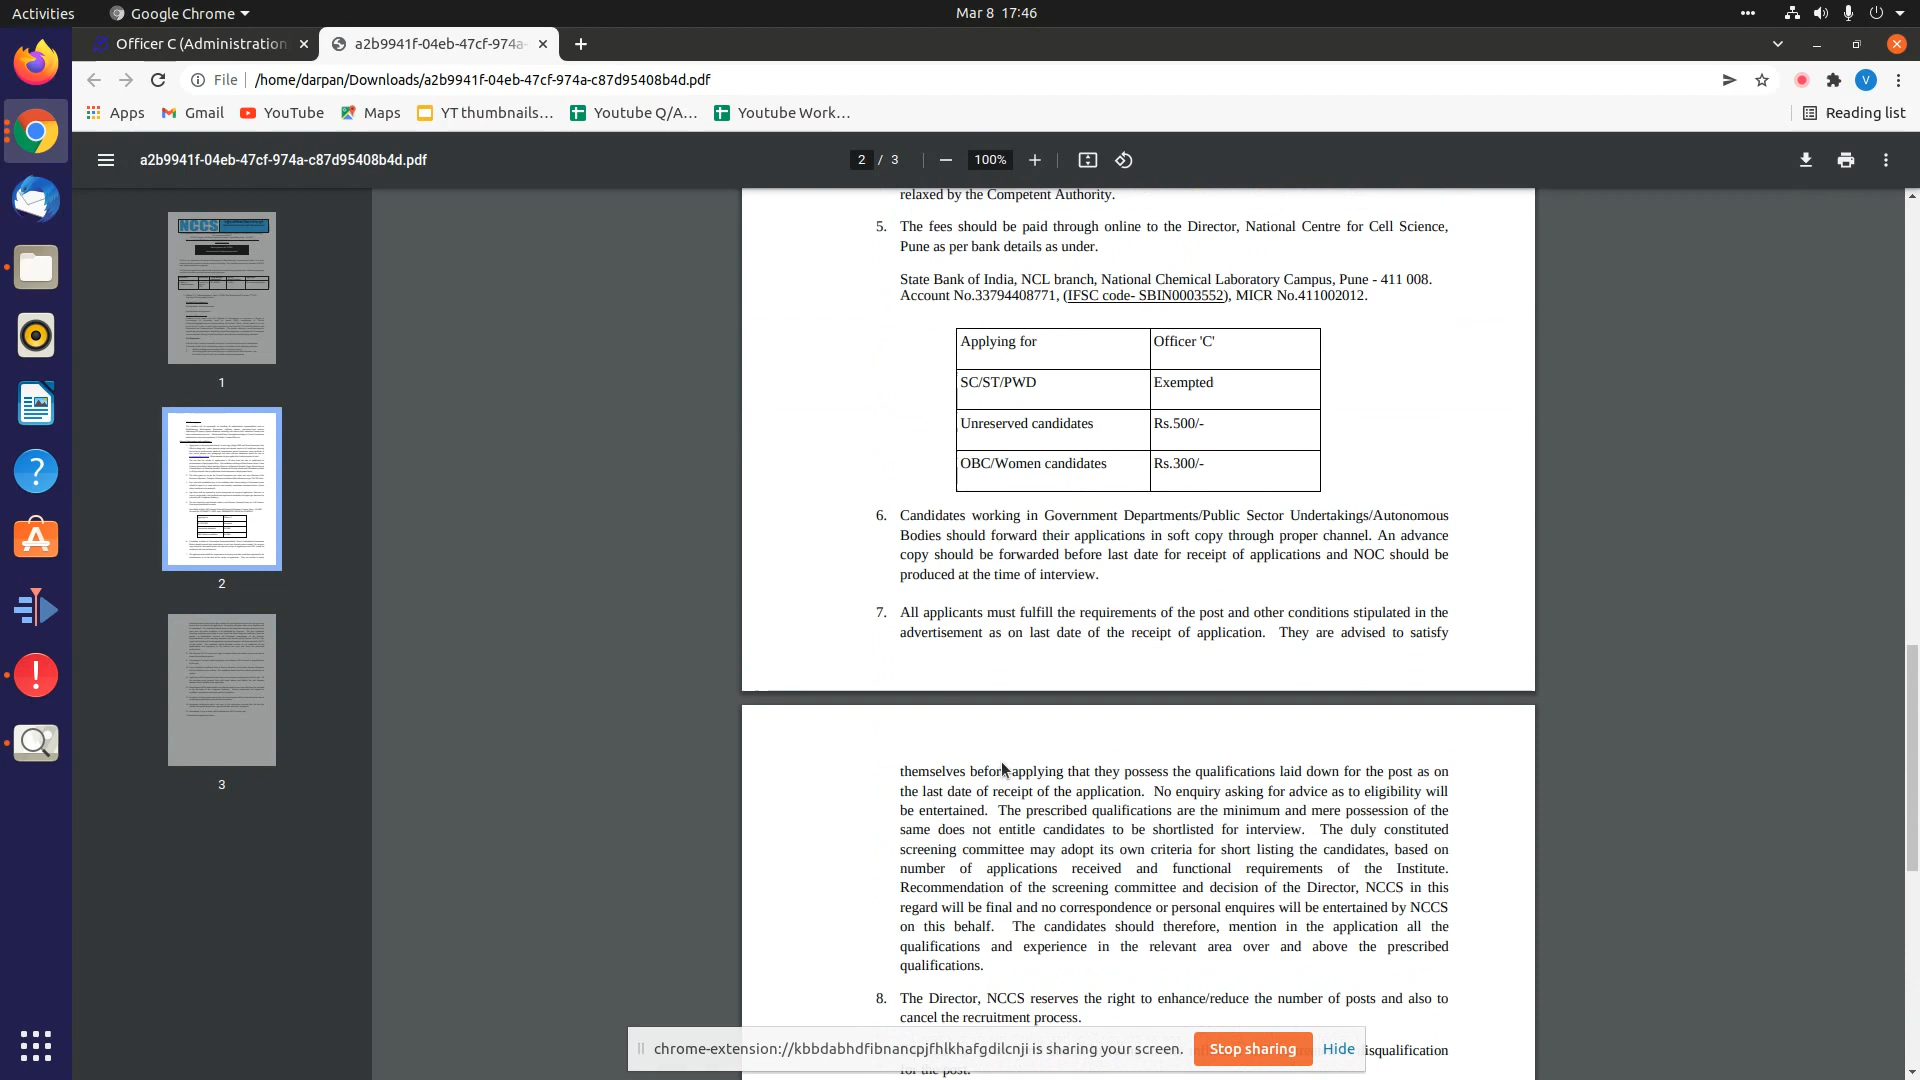 Activities
Google Chrome
Mar 8 17:46
Officer C (Administration
a2b9941f-04eb-47cf-974a-
File
/home/darpan/Downloads/a2b9941f-04eb-47cf-974a-c87d95408b4d.pdf
V
Apps
Gmail
YouTube
Maps
YT thumbnails...
Youtube Q/A...
Youtube Work...
Reading list
a2b9941f-04eb-47cf-974a-c87d95408b4d.pdf
2 / 3
100%
NCCS
1
2
3
relaxed by the Competent Authority.
5. The fees should be paid through online to the Director, National Centre for Cell Science,
Pune as per bank details as under.
State Bank of India, NCL branch, National Chemical Laboratory Campus, Pune - 411 008.
Account No.33794408771, (IFSC code- SBIN0003552), MICR No.411002012.
Applying for Officer 'C'
SC/ST/PWD Exempted
Unreserved candidates Rs.500/-
OBC/Women candidates Rs.300/-
6. Candidates working in Government Departments/Public Sector Undertakings/Autonomous
Bodies should forward their applications in soft copy through proper channel. An advance
copy should be forwarded before last date for receipt of applications and NOC should be
produced at the time of interview.
7. All applicants must fulfill the requirements of the post and other conditions stipulated in the
advertisement as on last date of the receipt of application. They are advised to satisfy
themselves before applying that they possess the qualifications laid down for the post as on
the last date of receipt of the application. No enquiry asking for advice as to eligibility will
be entertained. The prescribed qualifications are the minimum and mere possession of the
same does not entitle candidates to be shortlisted for interview. The duly constituted
screening committee may adopt its own criteria for short listing the candidates, based on
number of applications received and functional requirements of the Institute.
Recommendation of the screening committee and decision of the Director, NCCS in this
regard will be final and no correspondence or personal enquires will be entertained by NCCS
on this behalf. The candidates should therefore, mention in the application all the
qualifications and experience in the relevant area over and above the prescribed
qualifications.
8. The Director, NCCS reserves the right to enhance/reduce the number of posts and also to
cancel the recruitment process.
isqualification
for the post.
chrome-extension://kbbdabhdfibnancpjfhlkhafgdilcnji is sharing your screen.
Stop sharing
Hide